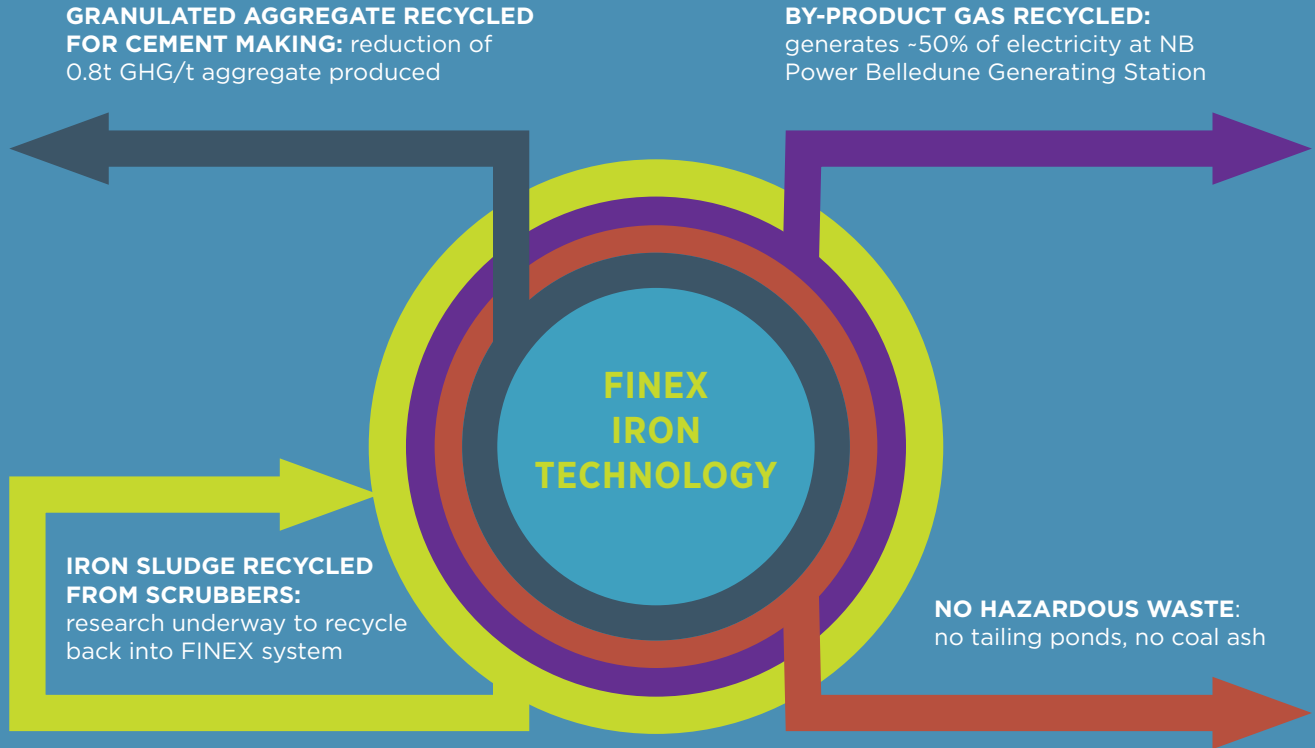 GRANULATED AGGREGATE RECYCLED
FOR CEMENT MAKING: reduction of
0.8t GHG/t aggregate produced
BY-PRODUCT GAS RECYCLED:
generates ~50% of electricity at NB
Power Belledune Generating Station
FINEX
IRON
TECHNOLOGY
IRON SLUDGE RECYCLED
FROM SCRUBBERS:
research underway to recycle
back into FINEX system
NO HAZARDOUS WASTE:
no tailing ponds, no coal ash